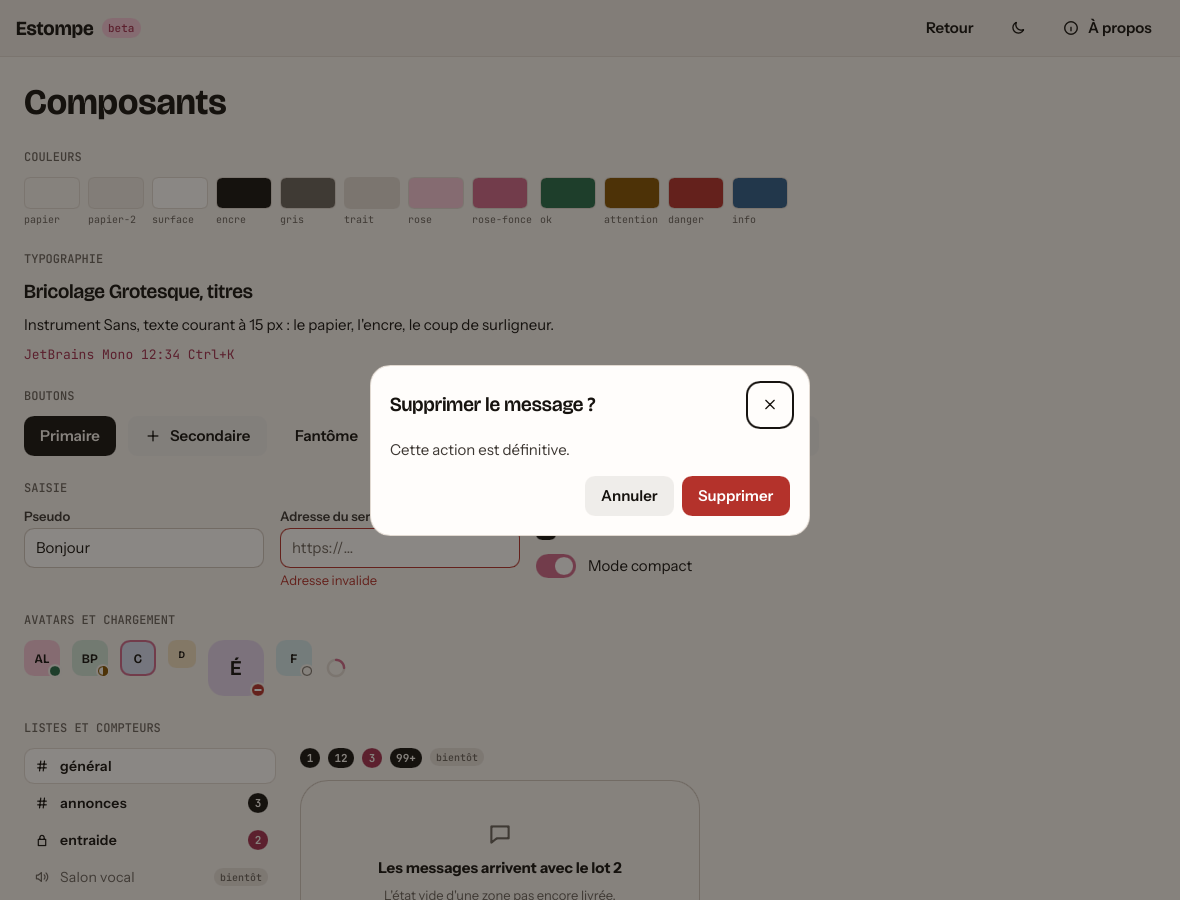 Estompe beta
Retour
À propos
Composants
COULEURS
papier papier-2 surface encre gris trait rose rose-fonce ok attention danger info
TYPOGRAPHIE
Bricolage Grotesque, titres
Instrument Sans, texte courant à 15 px : le papier, l'encre, le coup de surligneur.
JetBrains Mono 12:34 Ctrl+K
BOUTONS
Primaire
Secondaire
Fantôme
Supprimer le message ?
Cette action est définitive.
Annuler
Supprimer
SAISIE
Pseudo
Bonjour
Adresse du ser
https://...
Adresse invalide
Mode compact
AVATARS ET CHARGEMENT
AL BP C D É F
LISTES ET COMPTEURS
# général
# annonces 3
entraide 2
Salon vocal bientôt
1 12 3 99+ bientôt
Les messages arrivent avec le lot 2
L'état vide d'une zone pas encore livrée.